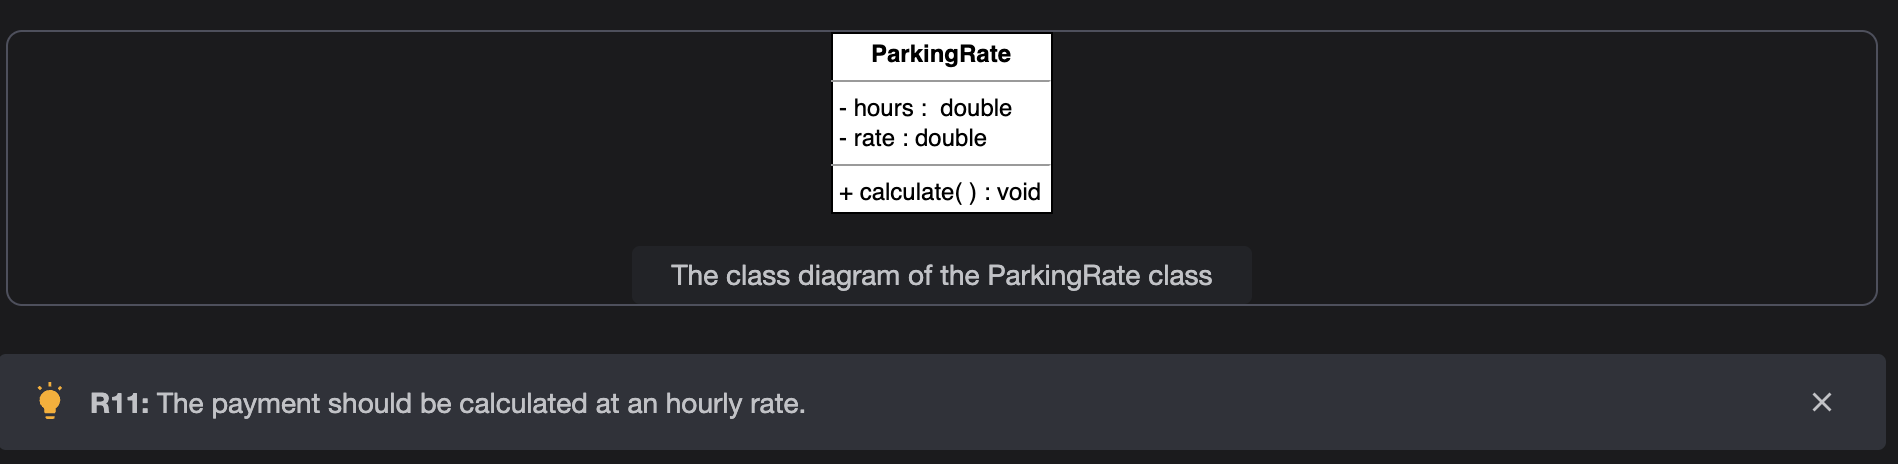 ParkingRate
- hours :  double
- rate : double
+ calculate( ) : void
The class diagram of the ParkingRate class
R11: The payment should be calculated at an hourly rate.